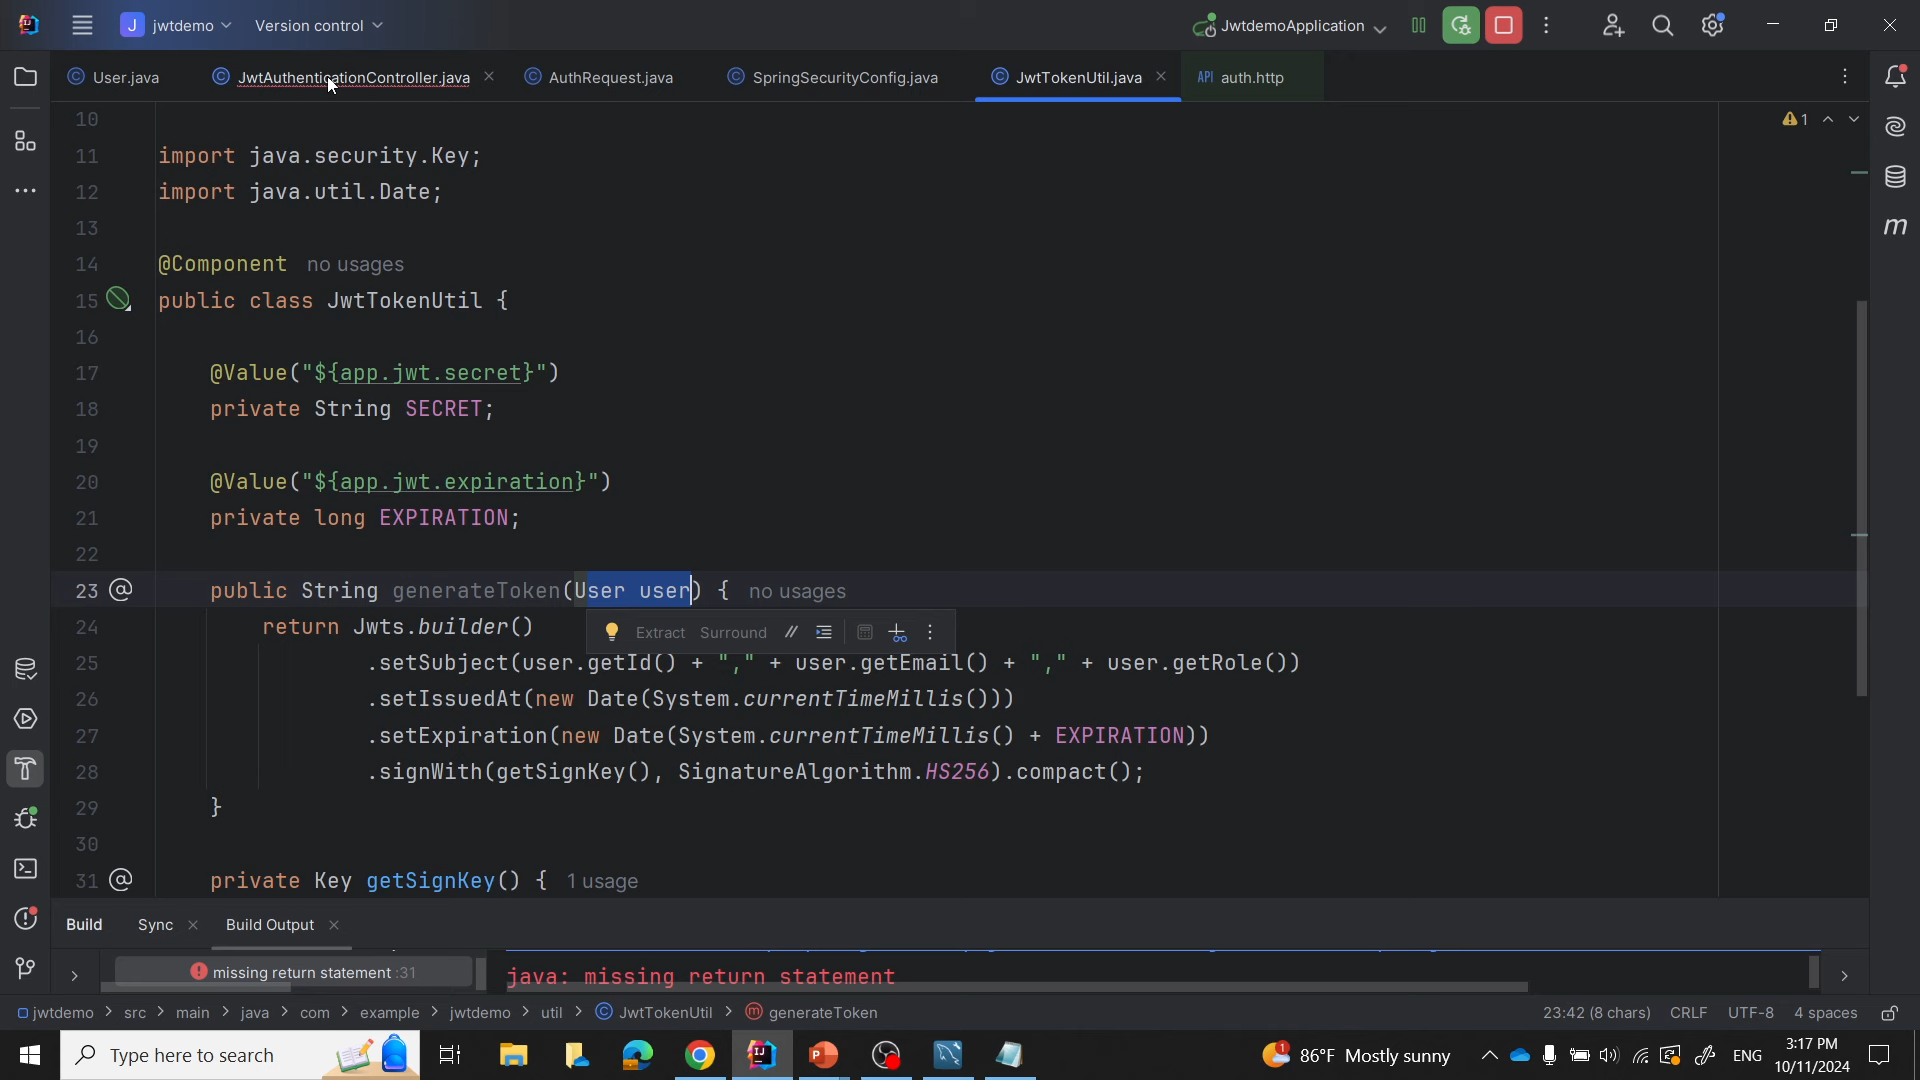 J jwtdemo Version control JwtdemoApplication
User.java JwtAuthenticationController.java AuthRequest.java SpringSecurityConfig.java JwtTokenUtil.java API auth.http
10
1
11 import java.security.Key;
12 import java.util.Date;
13
14 @Component no usages
15 public class JwtTokenUtil {
16
17 @Value("${app.jwt.secret}")
18 private String SECRET;
19
20 @Value("${app.jwt.expiration}")
21 private long EXPIRATION;
22
23 public String generateToken(User user) { no usages
24 return Jwts.builder()
Extract Surround
25 .setSubject(user.getId() + "," + user.getEmail() + "," + user.getRole())
26 .setIssuedAt(new Date(System.currentTimeMillis()))
27 .setExpiration(new Date(System.currentTimeMillis() + EXPIRATION))
28 .signWith(getSignKey(), SignatureAlgorithm.HS256).compact();
29 }
30
31 private Key getSignKey() { 1 usage
Build Sync Build Output
missing return statement :31
java: missing return statement
jwtdemo > src > main > java > com > example > jwtdemo > util > JwtTokenUtil > generateToken
23:42 (8 chars) CRLF UTF-8 4 spaces
Type here to search
1 86°F Mostly sunny ENG
3:17 PM
10/11/2024